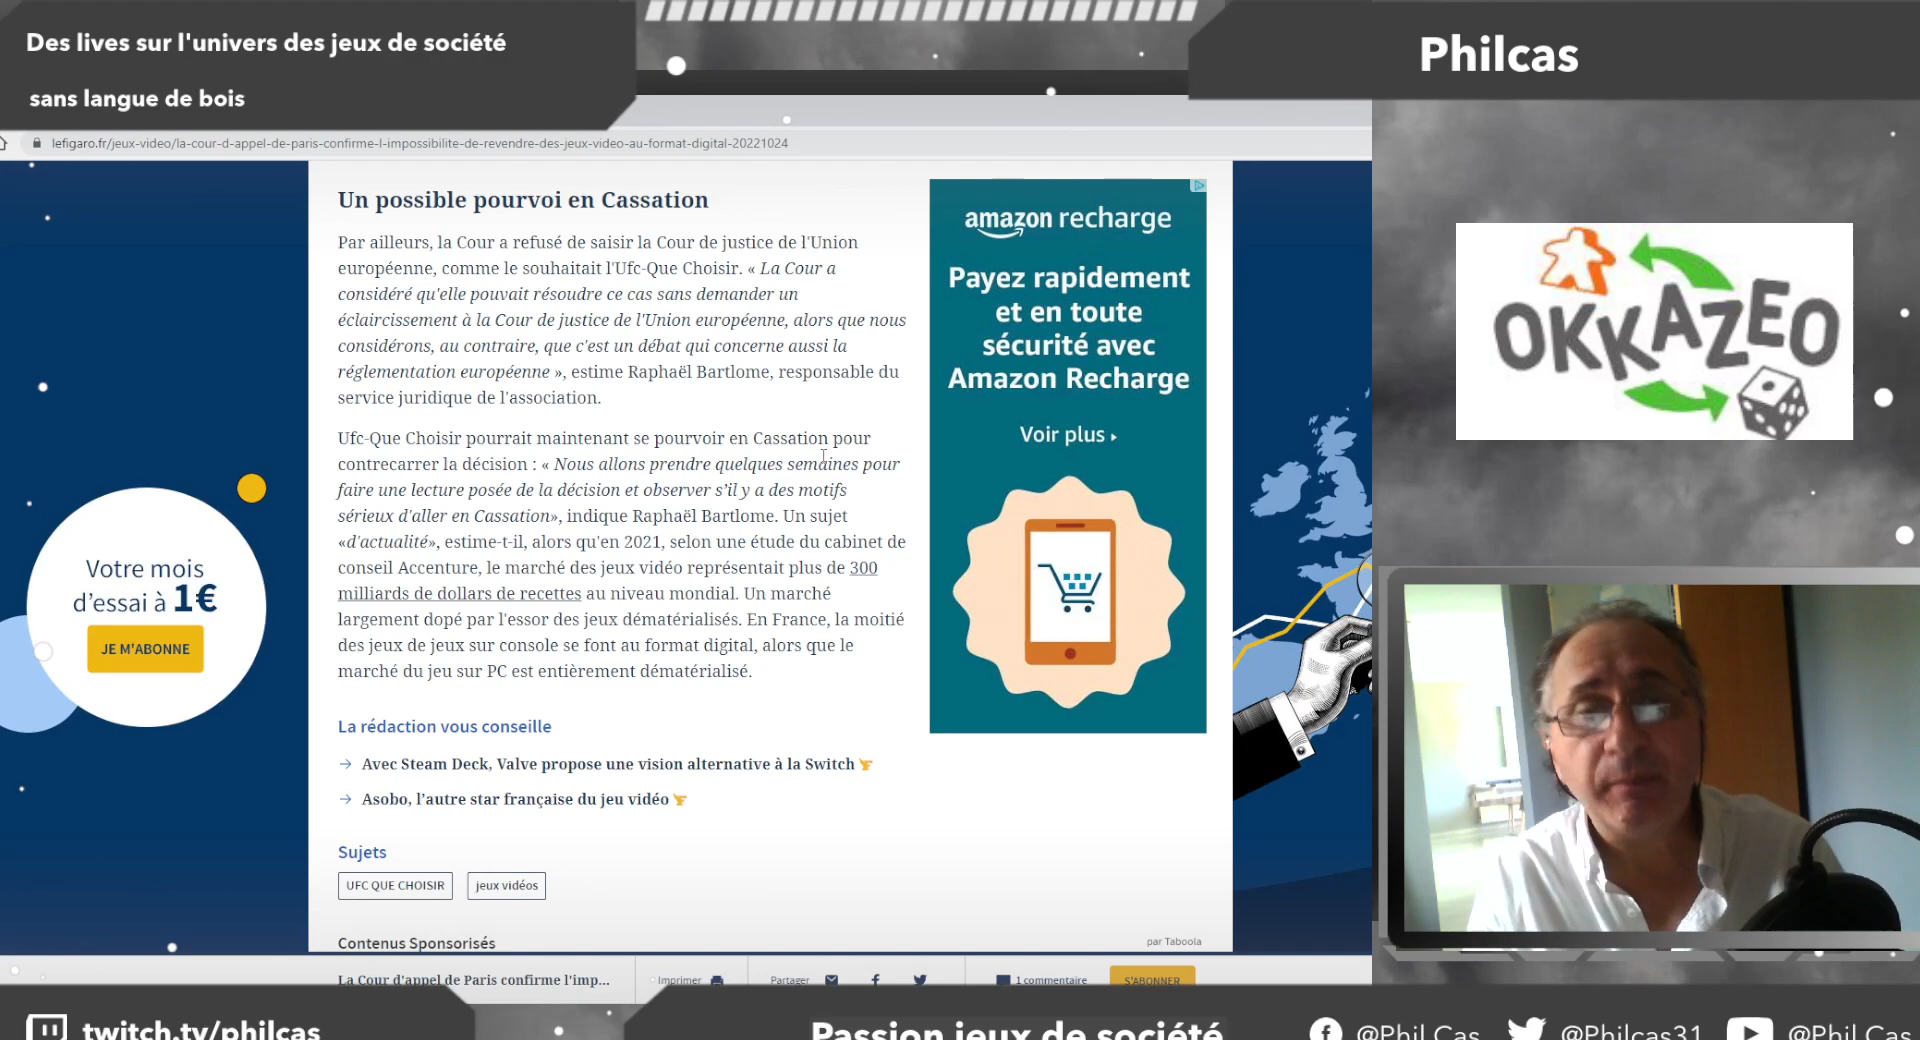 Des lives sur l'univers des jeux de société
sans langue de bois
Philcas
lefigaro.fr/jeux-video/la-cour-d-appel-de-paris-confirme-l-impossibilite-de-revendre-des-jeux-video-au-format-digital-20221024
Un possible pourvoi en Cassation
Par ailleurs, la Cour a refusé de saisir la Cour de justice de l'Union
européenne, comme le souhaitait l'Ufc-Que Choisir. « La Cour a
considéré qu'elle pouvait résoudre ce cas sans demander un
éclaircissement à la Cour de justice de l'Union européenne, alors que nous
considérons, au contraire, que c'est un débat qui concerne aussi la
réglementation européenne », estime Raphaël Bartlome, responsable du
service juridique de l'association.
Ufc-Que Choisir pourrait maintenant se pourvoir en Cassation pour
contrecarrer la décision : « Nous allons prendre quelques semaines pour
faire une lecture posée de la décision et observer s'il y a des motifs
sérieux d'aller en Cassation», indique Raphaël Bartlome. Un sujet
«d'actualité», estime-t-il, alors qu'en 2021, selon une étude du cabinet de
conseil Accenture, le marché des jeux vidéo représentait plus de 300
milliards de dollars de recettes au niveau mondial. Un marché
largement dopé par l'essor des jeux dématérialisés. En France, la moitié
des jeux de jeux sur console se font au format digital, alors que le
marché du jeu sur PC est entièrement dématérialisé.
La rédaction vous conseille
→ Avec Steam Deck, Valve propose une vision alternative à la Switch
→ Asobo, l'autre star française du jeu vidéo
Sujets
UFC QUE CHOISIR
jeux vidéos
Contenus Sponsorisés
par Taboola
amazon recharge
Payez rapidement
et en toute
sécurité avec
Amazon Recharge
Voir plus ▸
Votre mois
d'essai à 1€
JE M'ABONNE
OKKAZEO
La Cour d'appel de Paris confirme l'imp...
Imprimer
Partager
1 commentaire
S'ABONNER
twitch.tv/philcas
Passion jeux de société
@Phil Cas
@Philcas31
@Phil Cas